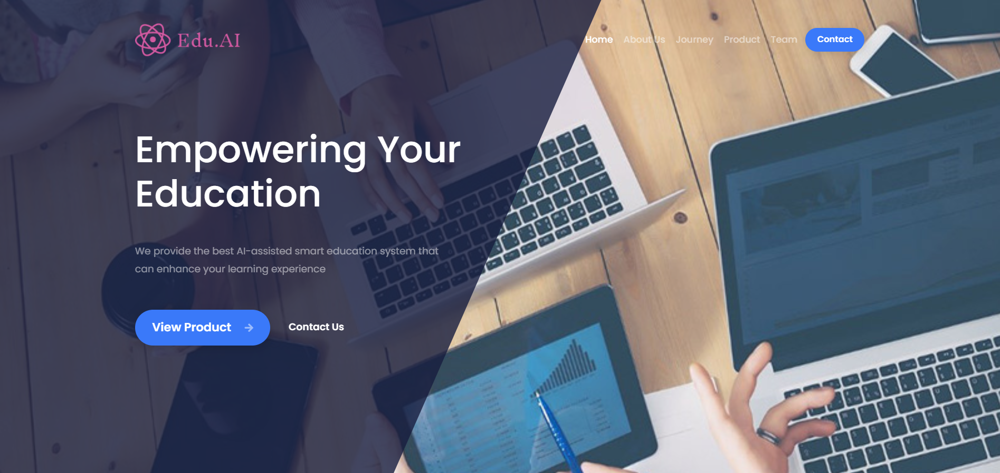 Edu.AI
Home About Us Journey Product Team Contact
Empowering Your
Education
We provide the best AI-assisted smart education system that
can enhance your learning experience
View Product
Contact Us